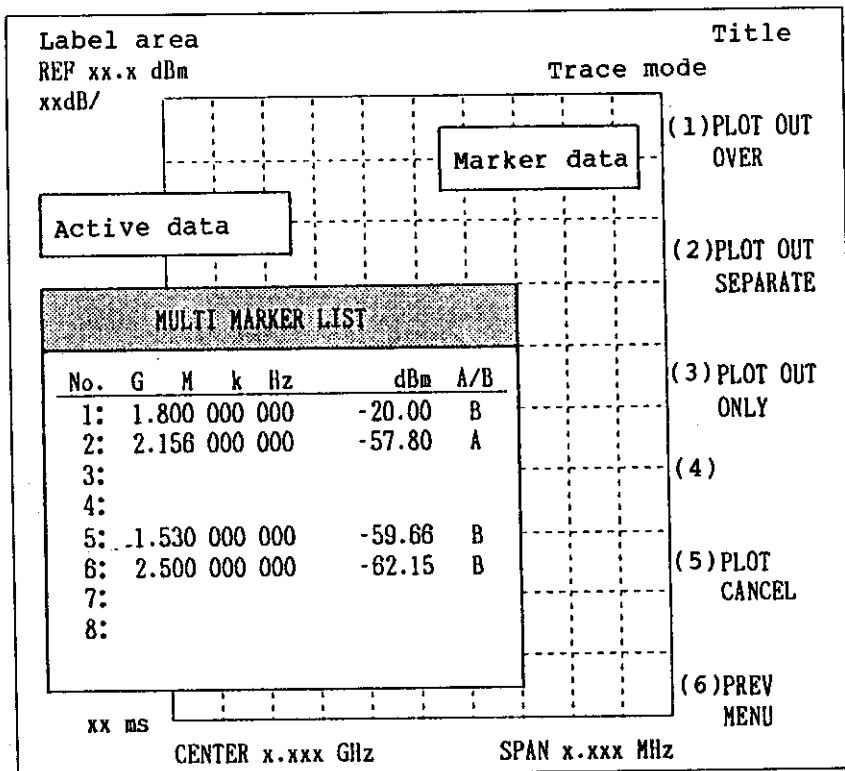 Label area
Title
REF xx.x dBm
Trace mode
xxdB/
(1)PLOT OUT
OVER
Marker data
Active data
(2)PLOT OUT
SEPARATE
MULTI MARKER LIST
No. G M k Hz dBm A/B
1: 1.800 000 000 -20.00 B
2: 2.156 000 000 -57.80 A
3:
4:
5: 1.530 000 000 -59.66 B
6: 2.500 000 000 -62.15 B
7:
8:
(3)PLOT OUT
ONLY
(4)
(5)PLOT
CANCEL
(6)PREV
MENU
xx ms
CENTER x.xxx GHz SPAN x.xxx MHz